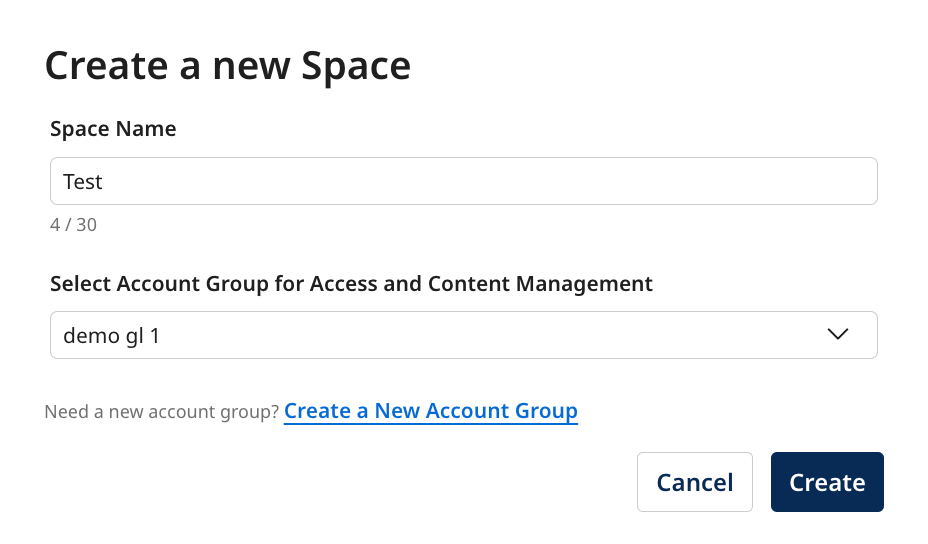 Create a new Space
Space Name
Test
4 / 30
Select Account Group for Access and Content Management
demo gl 1
Need a new account group? Create a New Account Group
Cancel Create